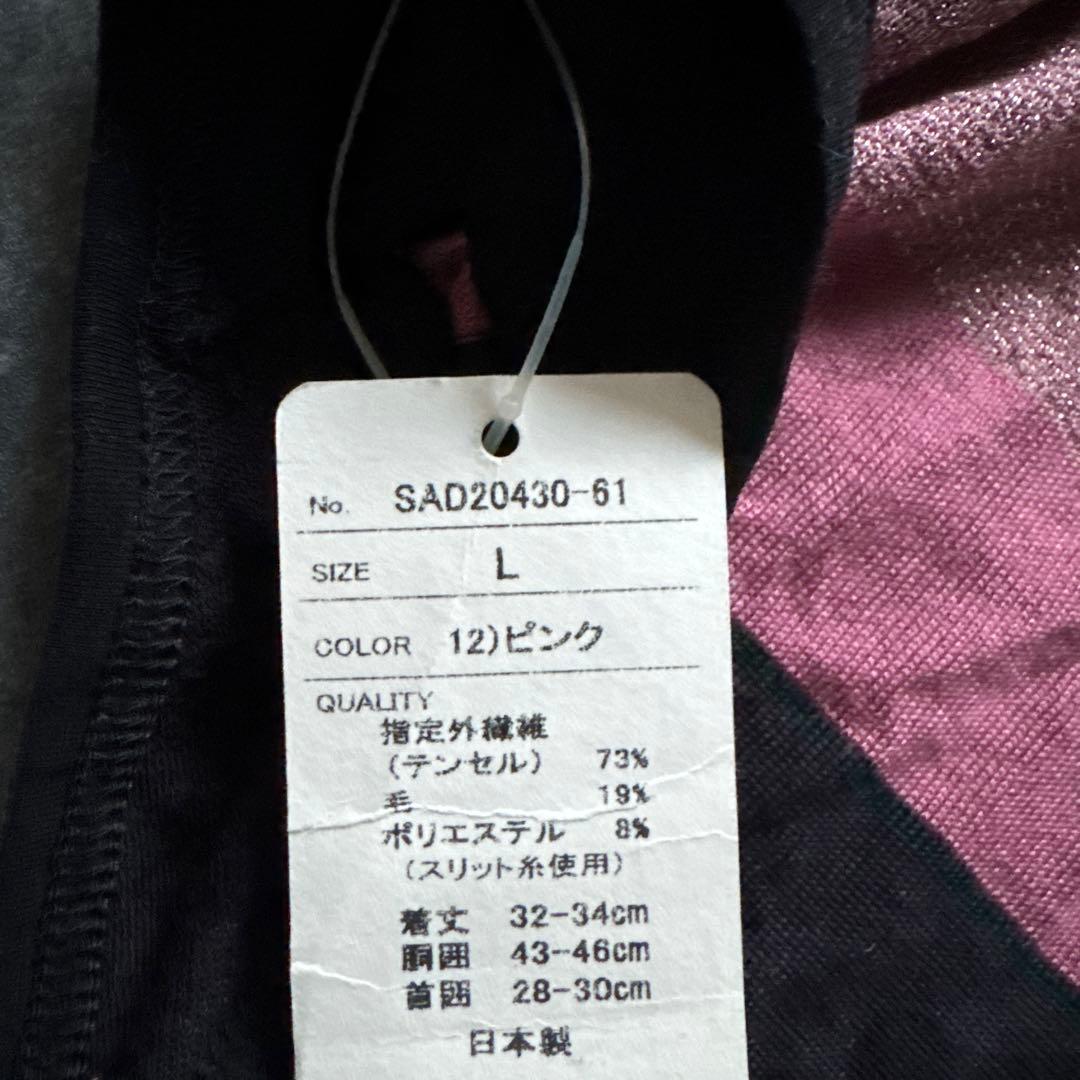 No. SAD20430-61
SIZE L
COLOR 12)ピンク
QUALITY
指定外繊維
(テンセル) 73%
毛 19%
ポリエステル 8%
(スリット糸使用)
着丈 32-34cm
胴囲 43-46cm
首囲 28-30cm
日本製